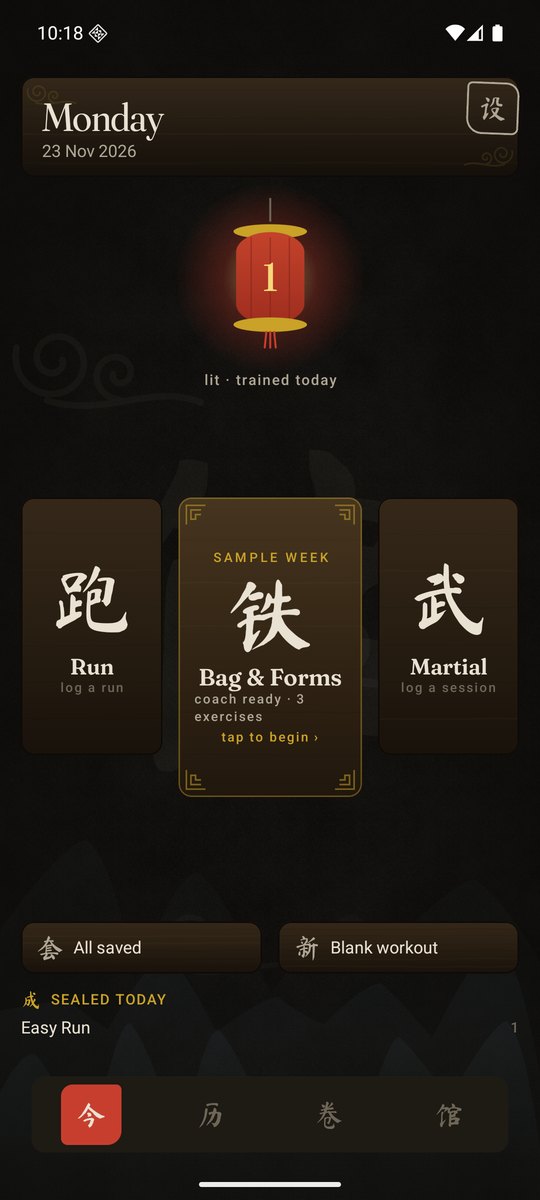 10:18
Monday
设
23 Nov 2026
1
lit · trained today
跑
Run
log a run
SAMPLE WEEK
铁
Bag & Forms
coach ready · 3
exercises
tap to begin ›
武
Martial
log a session
套 All saved
新 Blank workout
成 SEALED TODAY
Easy Run 1
今 历 卷 馆